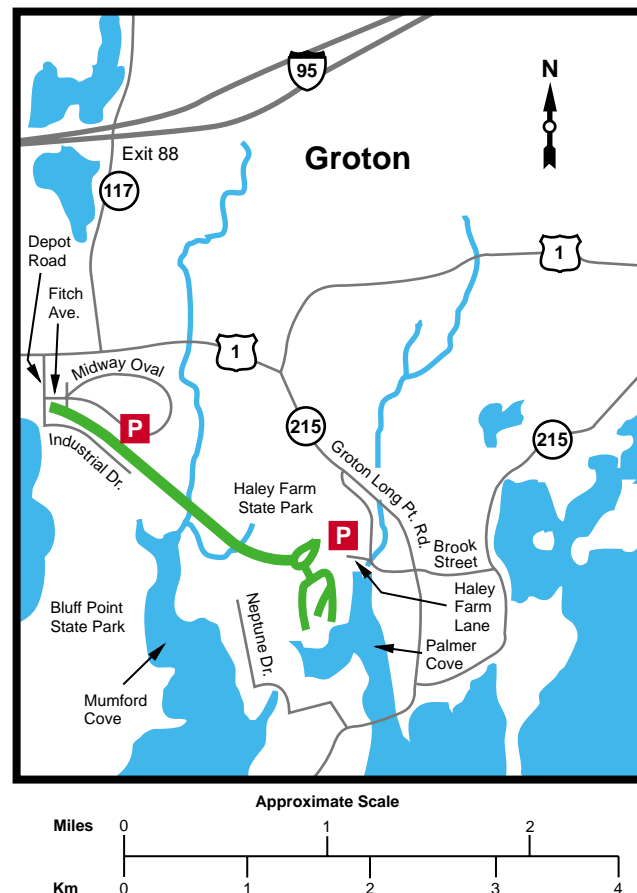 95
N
Exit 88
Groton
117
Depot
Road
1
Fitch
Ave.
1
Midway Oval
P
215
215
Industrial Dr.
Groton Long Pt. Rd.
Haley Farm
State Park
P
Brook
Street
Haley
Farm
Lane
Bluff Point
State Park
Neptune Dr.
Palmer
Cove
Mumford
Cove
Approximate Scale
Miles 0 1 2
Km 0 1 2 3 4